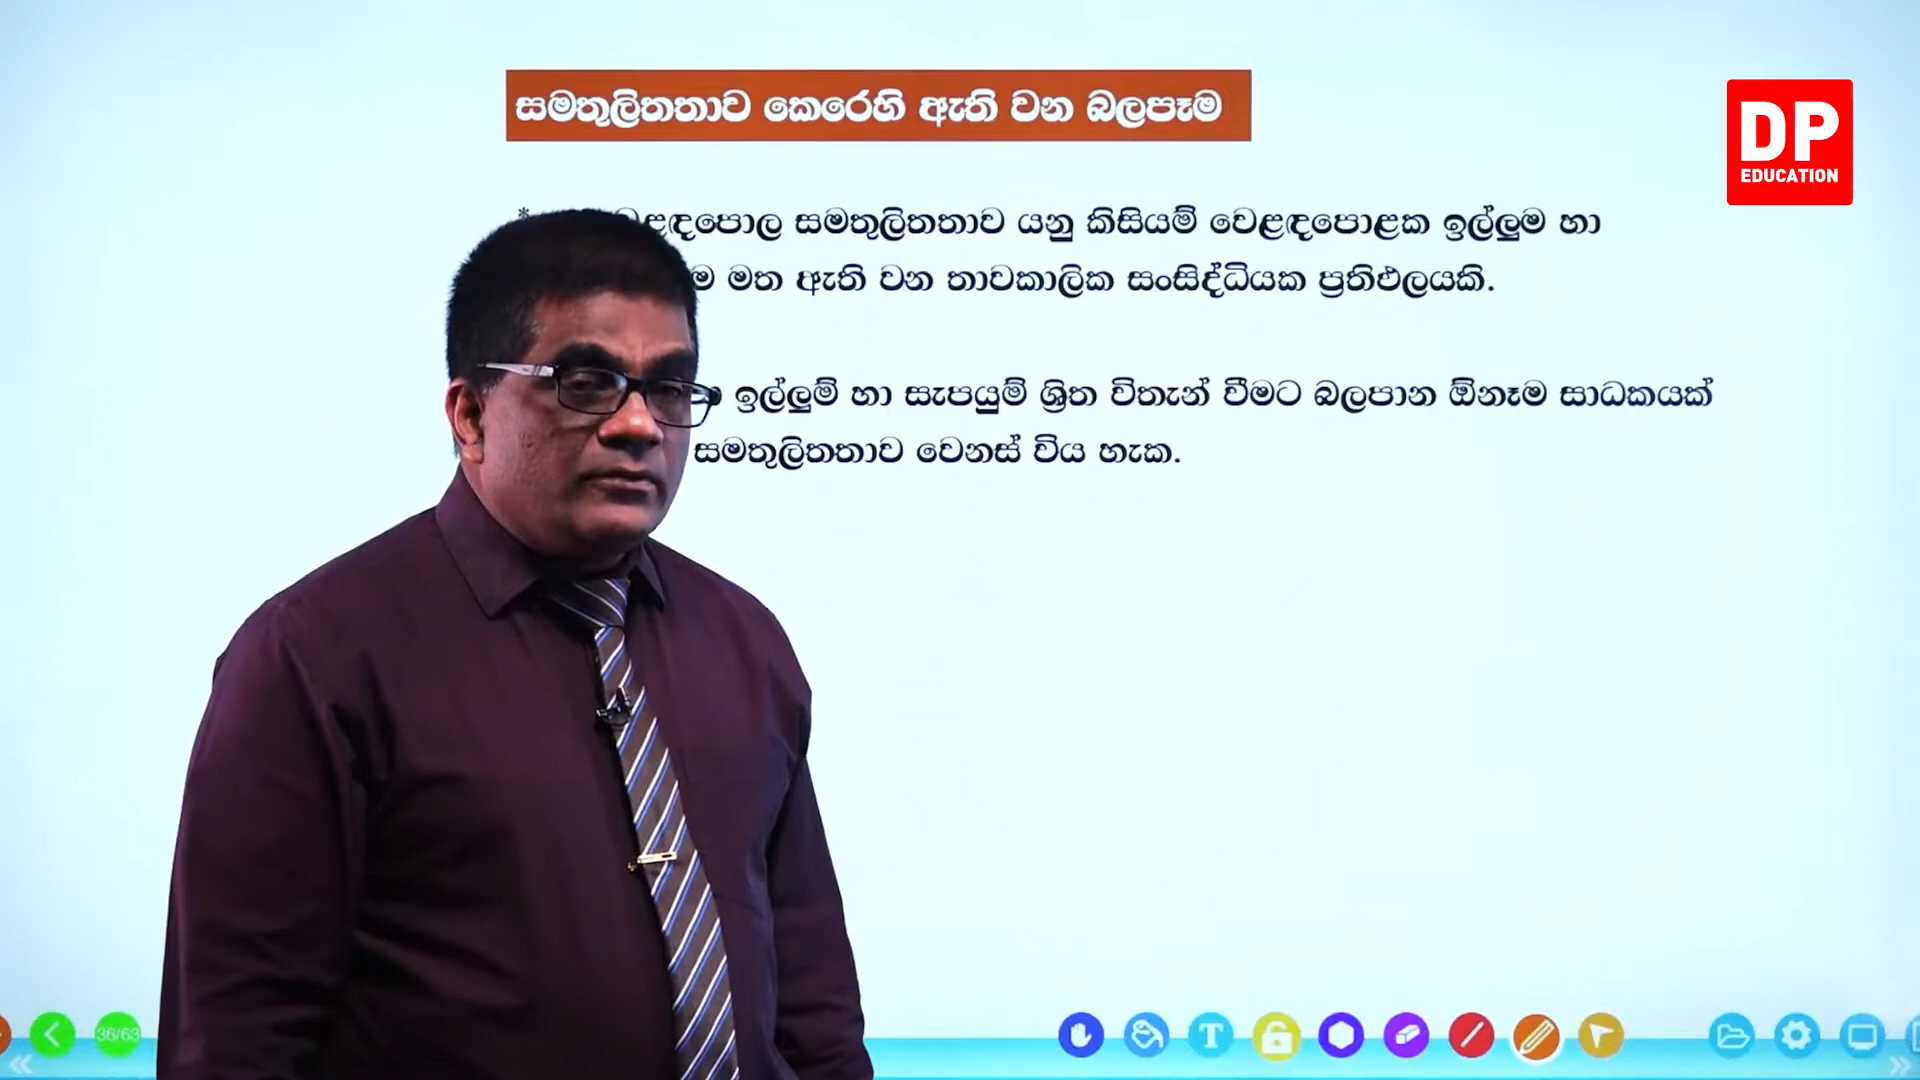 සමතුලිතතාව කෙරෙහි ඇති වන බලපෑම
DP
EDUCATION
සමතුලිතතාව යනු කිසියම් වෙළඳපොළක ඉල්ලුම හා
මත ඇති වන තාවකාලික සංසිද්ධියක ප්‍රතිඵලයකි.
ඉල්ලුම් හා සැපයුම් ශ්‍රිත විතැන් වීමට බලපාන ඕනෑම සාධකයක්
සමතුලිතතාව වෙනස් විය හැක.
36/63